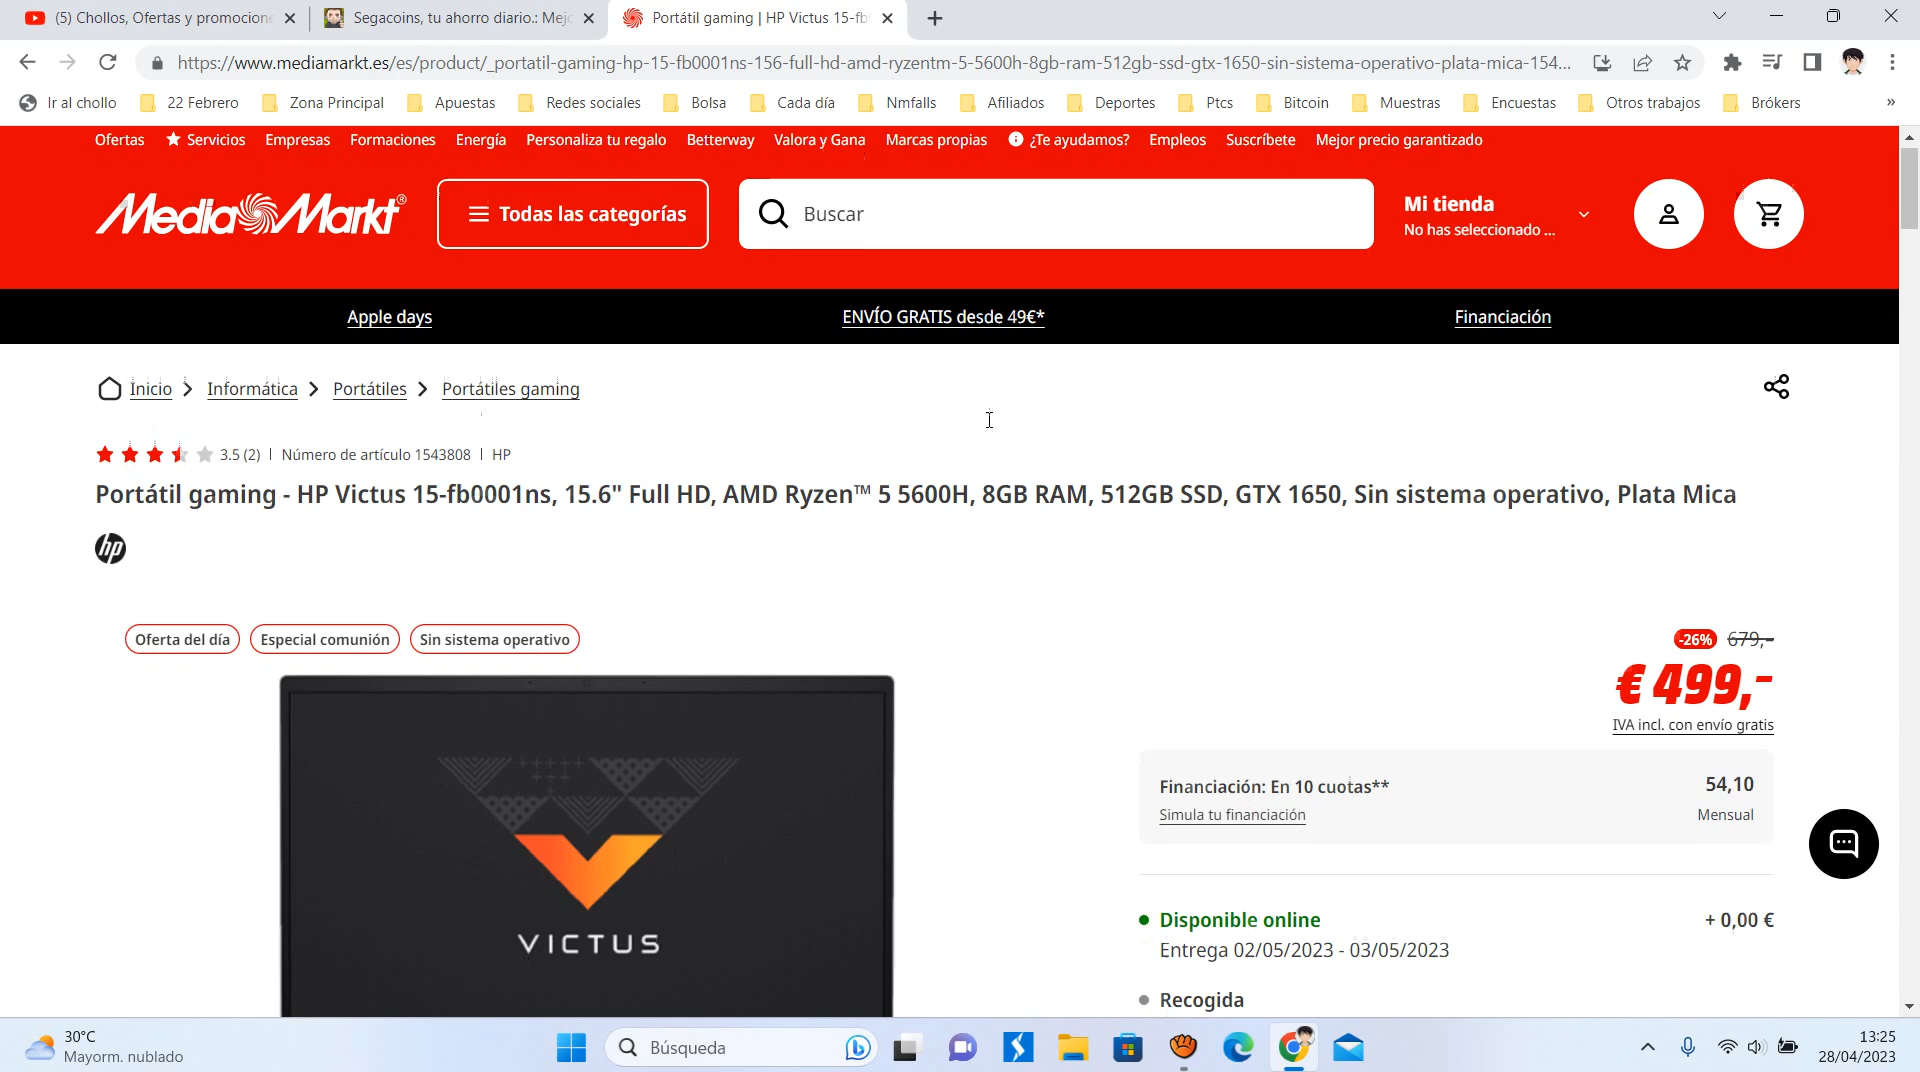 (5) Chollos, Ofertas y promocione
Segacoins, tu ahorro diario.: Mej
Portátil gaming | HP Victus 15-fb
https://www.mediamarkt.es/es/product/_portatil-gaming-hp-15-fb0001ns-156-full-hd-amd-ryzentm-5-5600h-8gb-ram-512gb-ssd-gtx-1650-sin-sistema-operativo-plata-mica-154...
Ir al chollo 22 Febrero Zona Principal Apuestas Redes sociales Bolsa Cada día Nmfalls Afiliados Deportes Ptcs Bitcoin Muestras Encuestas Otros trabajos Brókers »
Ofertas Servicios Empresas Formaciones Energía Personaliza tu regalo Betterway Valora y Gana Marcas propias ¿Te ayudamos? Empleos Suscríbete Mejor precio garantizado
MediaMarkt®
Todas las categorías
Buscar
Mi tienda
No has seleccionado ...
Apple days ENVÍO GRATIS desde 49€* Financiación
Inicio Informática Portátiles Portátiles gaming
3.5 (2) | Número de artículo 1543808 | HP
Portátil gaming - HP Victus 15-fb0001ns, 15.6" Full HD, AMD Ryzen™ 5 5600H, 8GB RAM, 512GB SSD, GTX 1650, Sin sistema operativo, Plata Mica
hp
Oferta del día Especial comunión Sin sistema operativo
-26% 679,–
€ 499,–
IVA incl. con envío gratis
VICTUS
Financiación: En 10 cuotas** 54,10
Simula tu financiación Mensual
Disponible online + 0,00 €
Entrega 02/05/2023 - 03/05/2023
Recogida
30°C
Mayorm. nublado
Búsqueda
13:25
28/04/2023